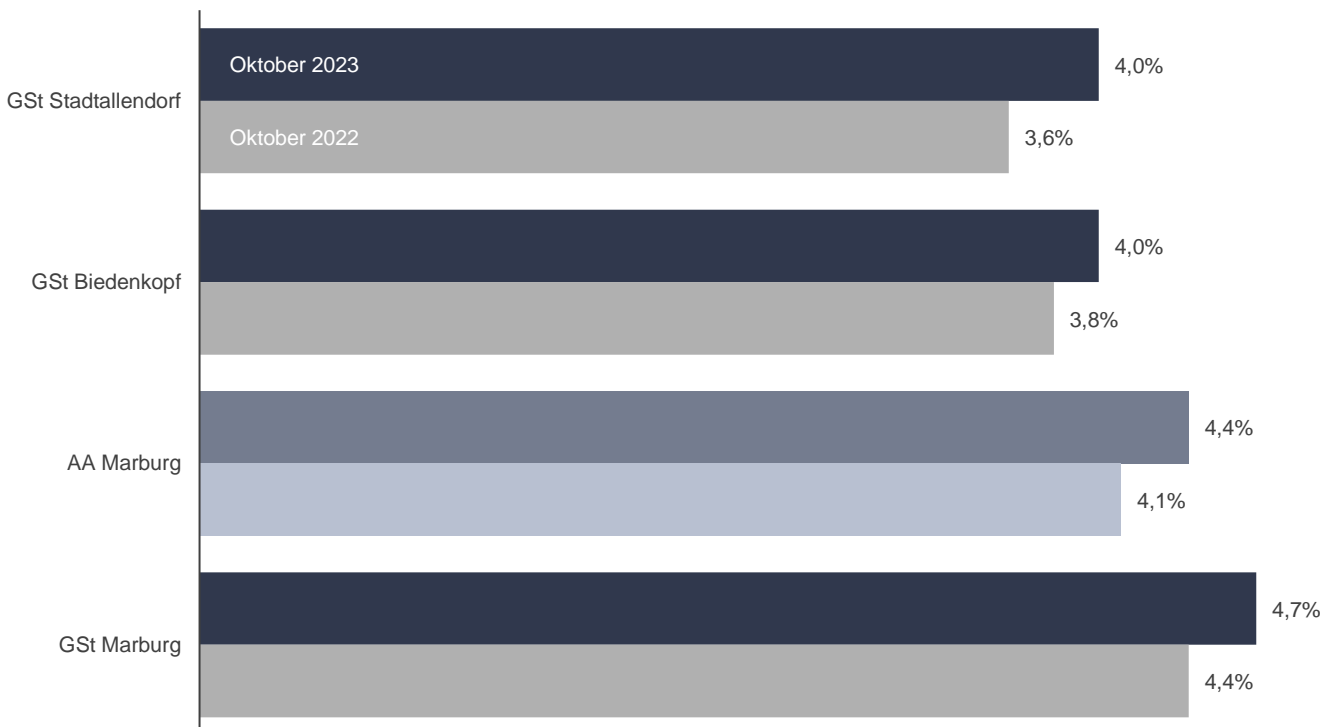 Oktober 2023
4,0%
GSt Stadtallendorf
Oktober 2022
3,6%
4,0%
GSt Biedenkopf
3,8%
4,4%
AA Marburg
4,1%
4,7%
GSt Marburg
4,4%